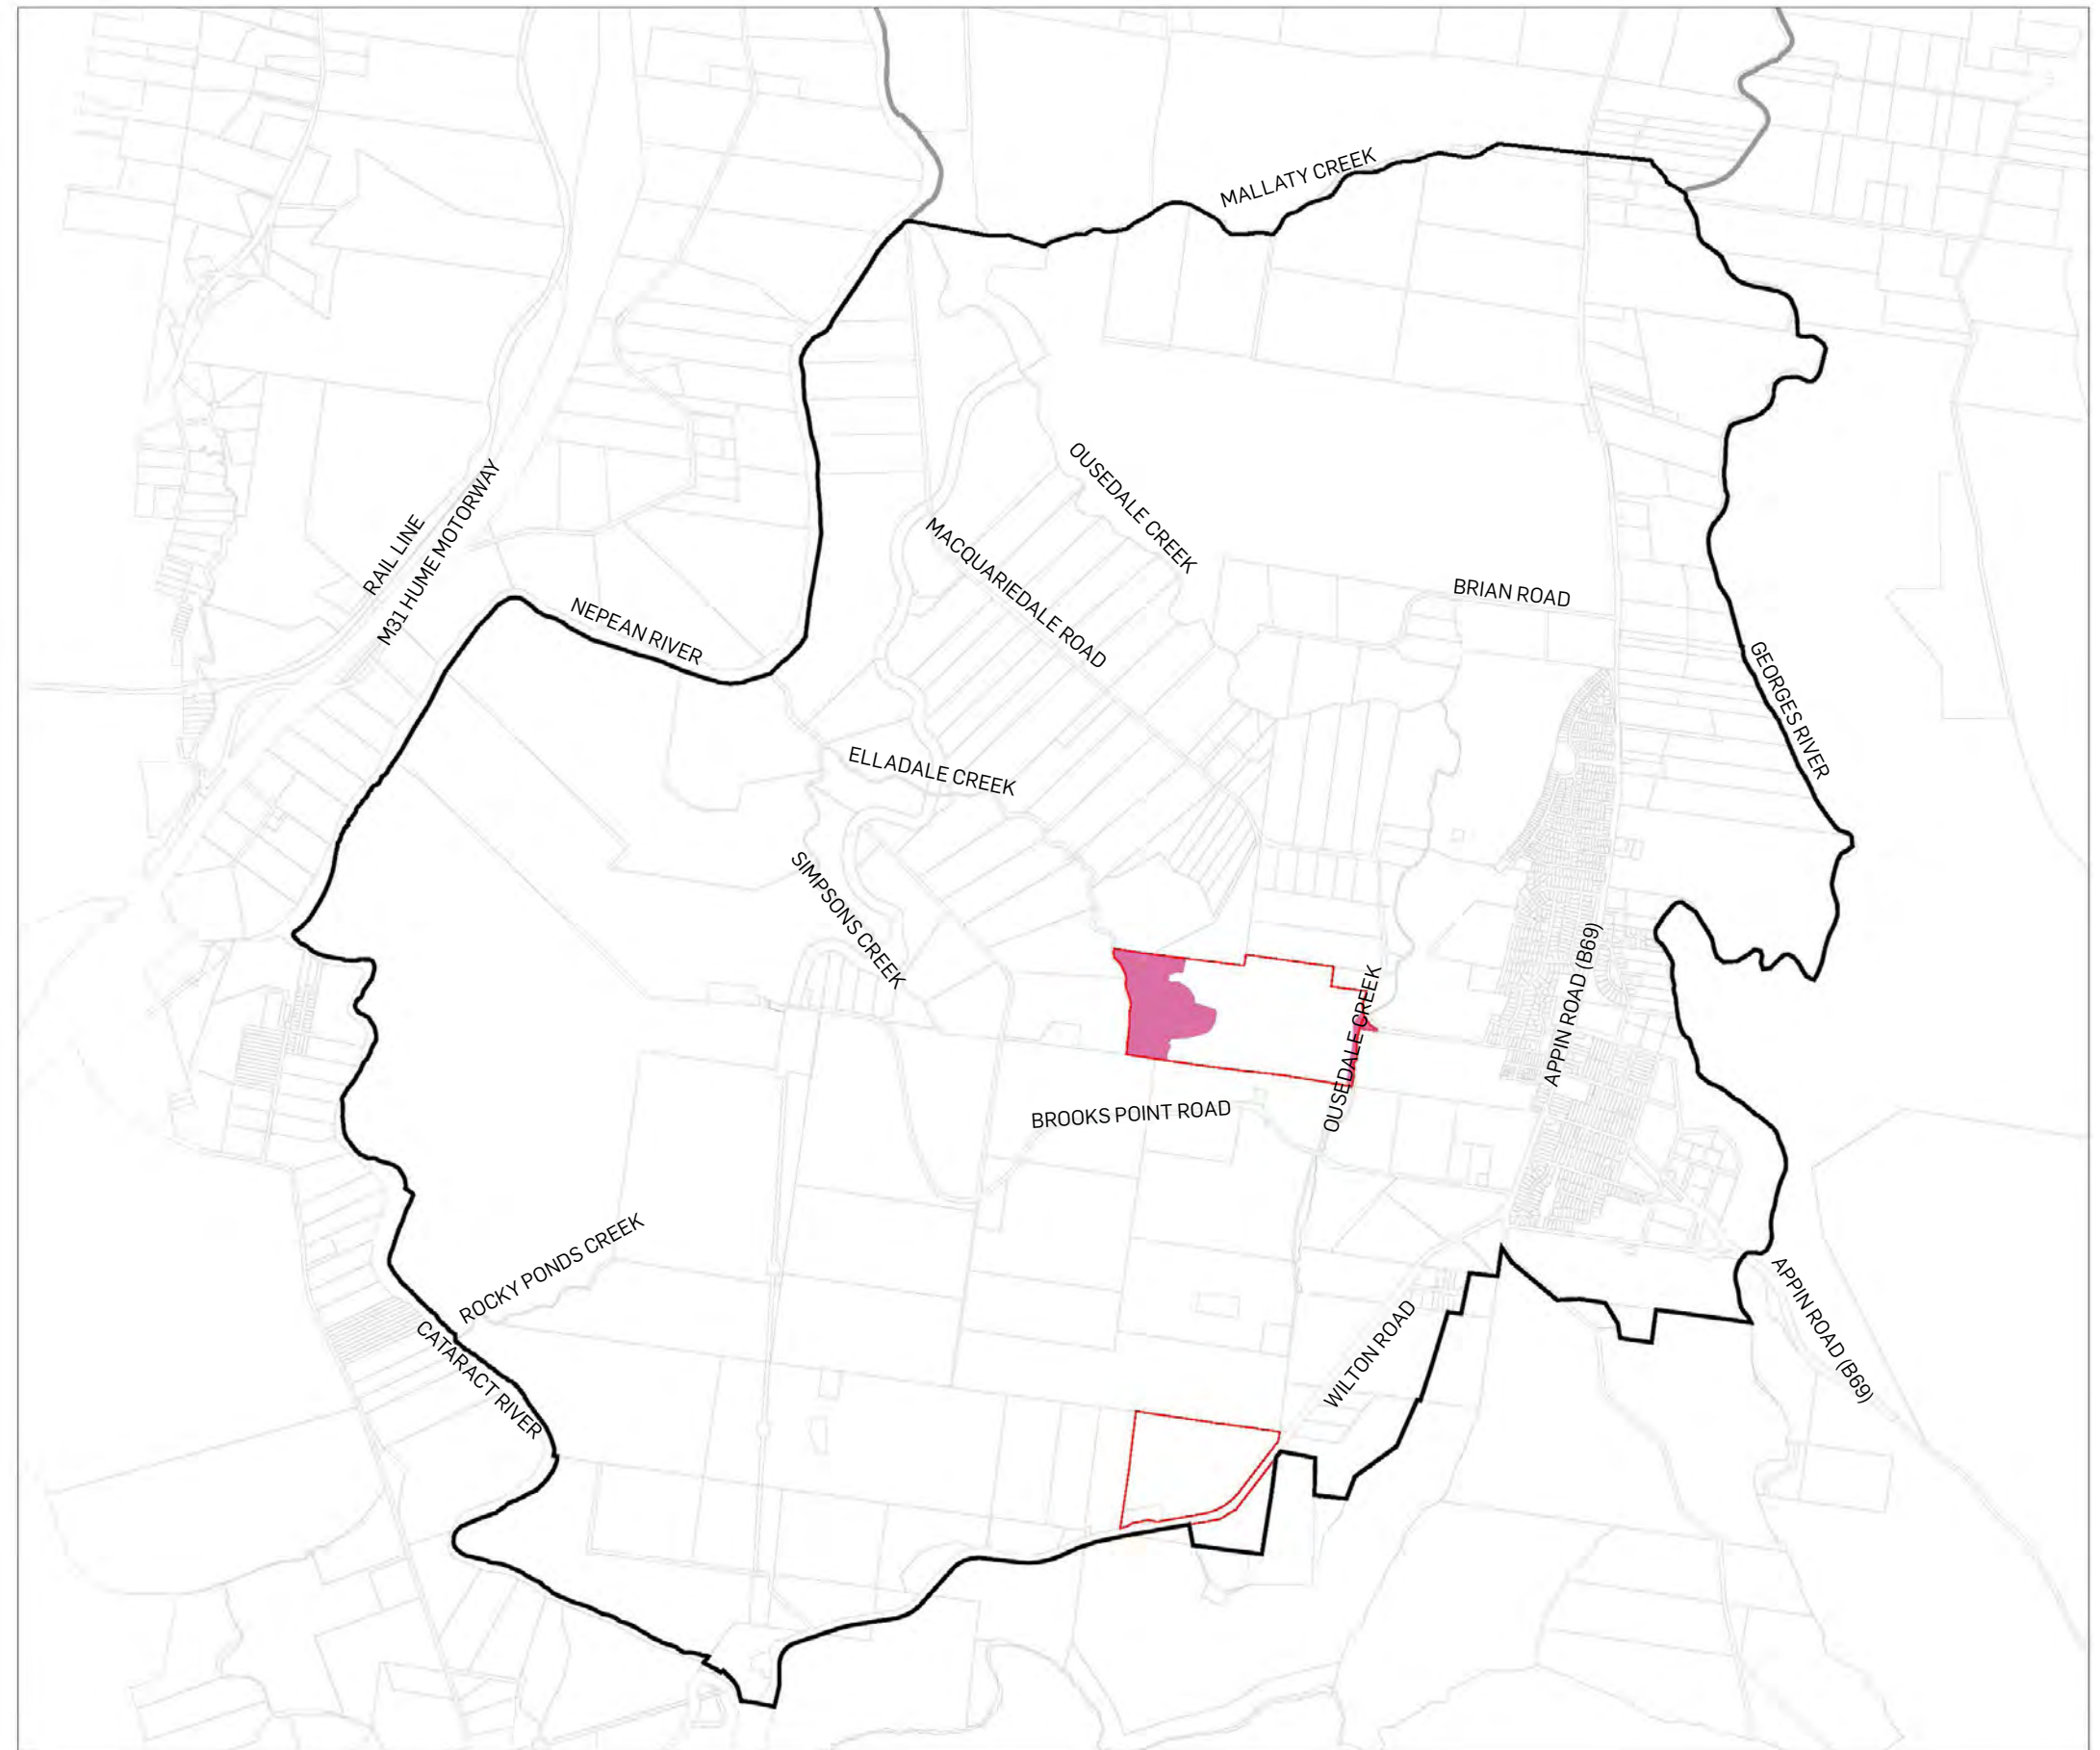 MALLATY CREEK
OUSEDALE CREEK
MACQUARIEDALE ROAD
BRIAN ROAD
RAIL LINE
M31 HUME MOTORWAY
NEPEAN RIVER
GEORGES RIVER
ELLADALE CREEK
SIMPSONS CREEK
OUSEDALE CREEK
APPIN ROAD (B69)
BROOKS POINT ROAD
ROCKY PONDS CREEK
CATARACT RIVER
WILTON ROAD
APPIN ROAD (B69)